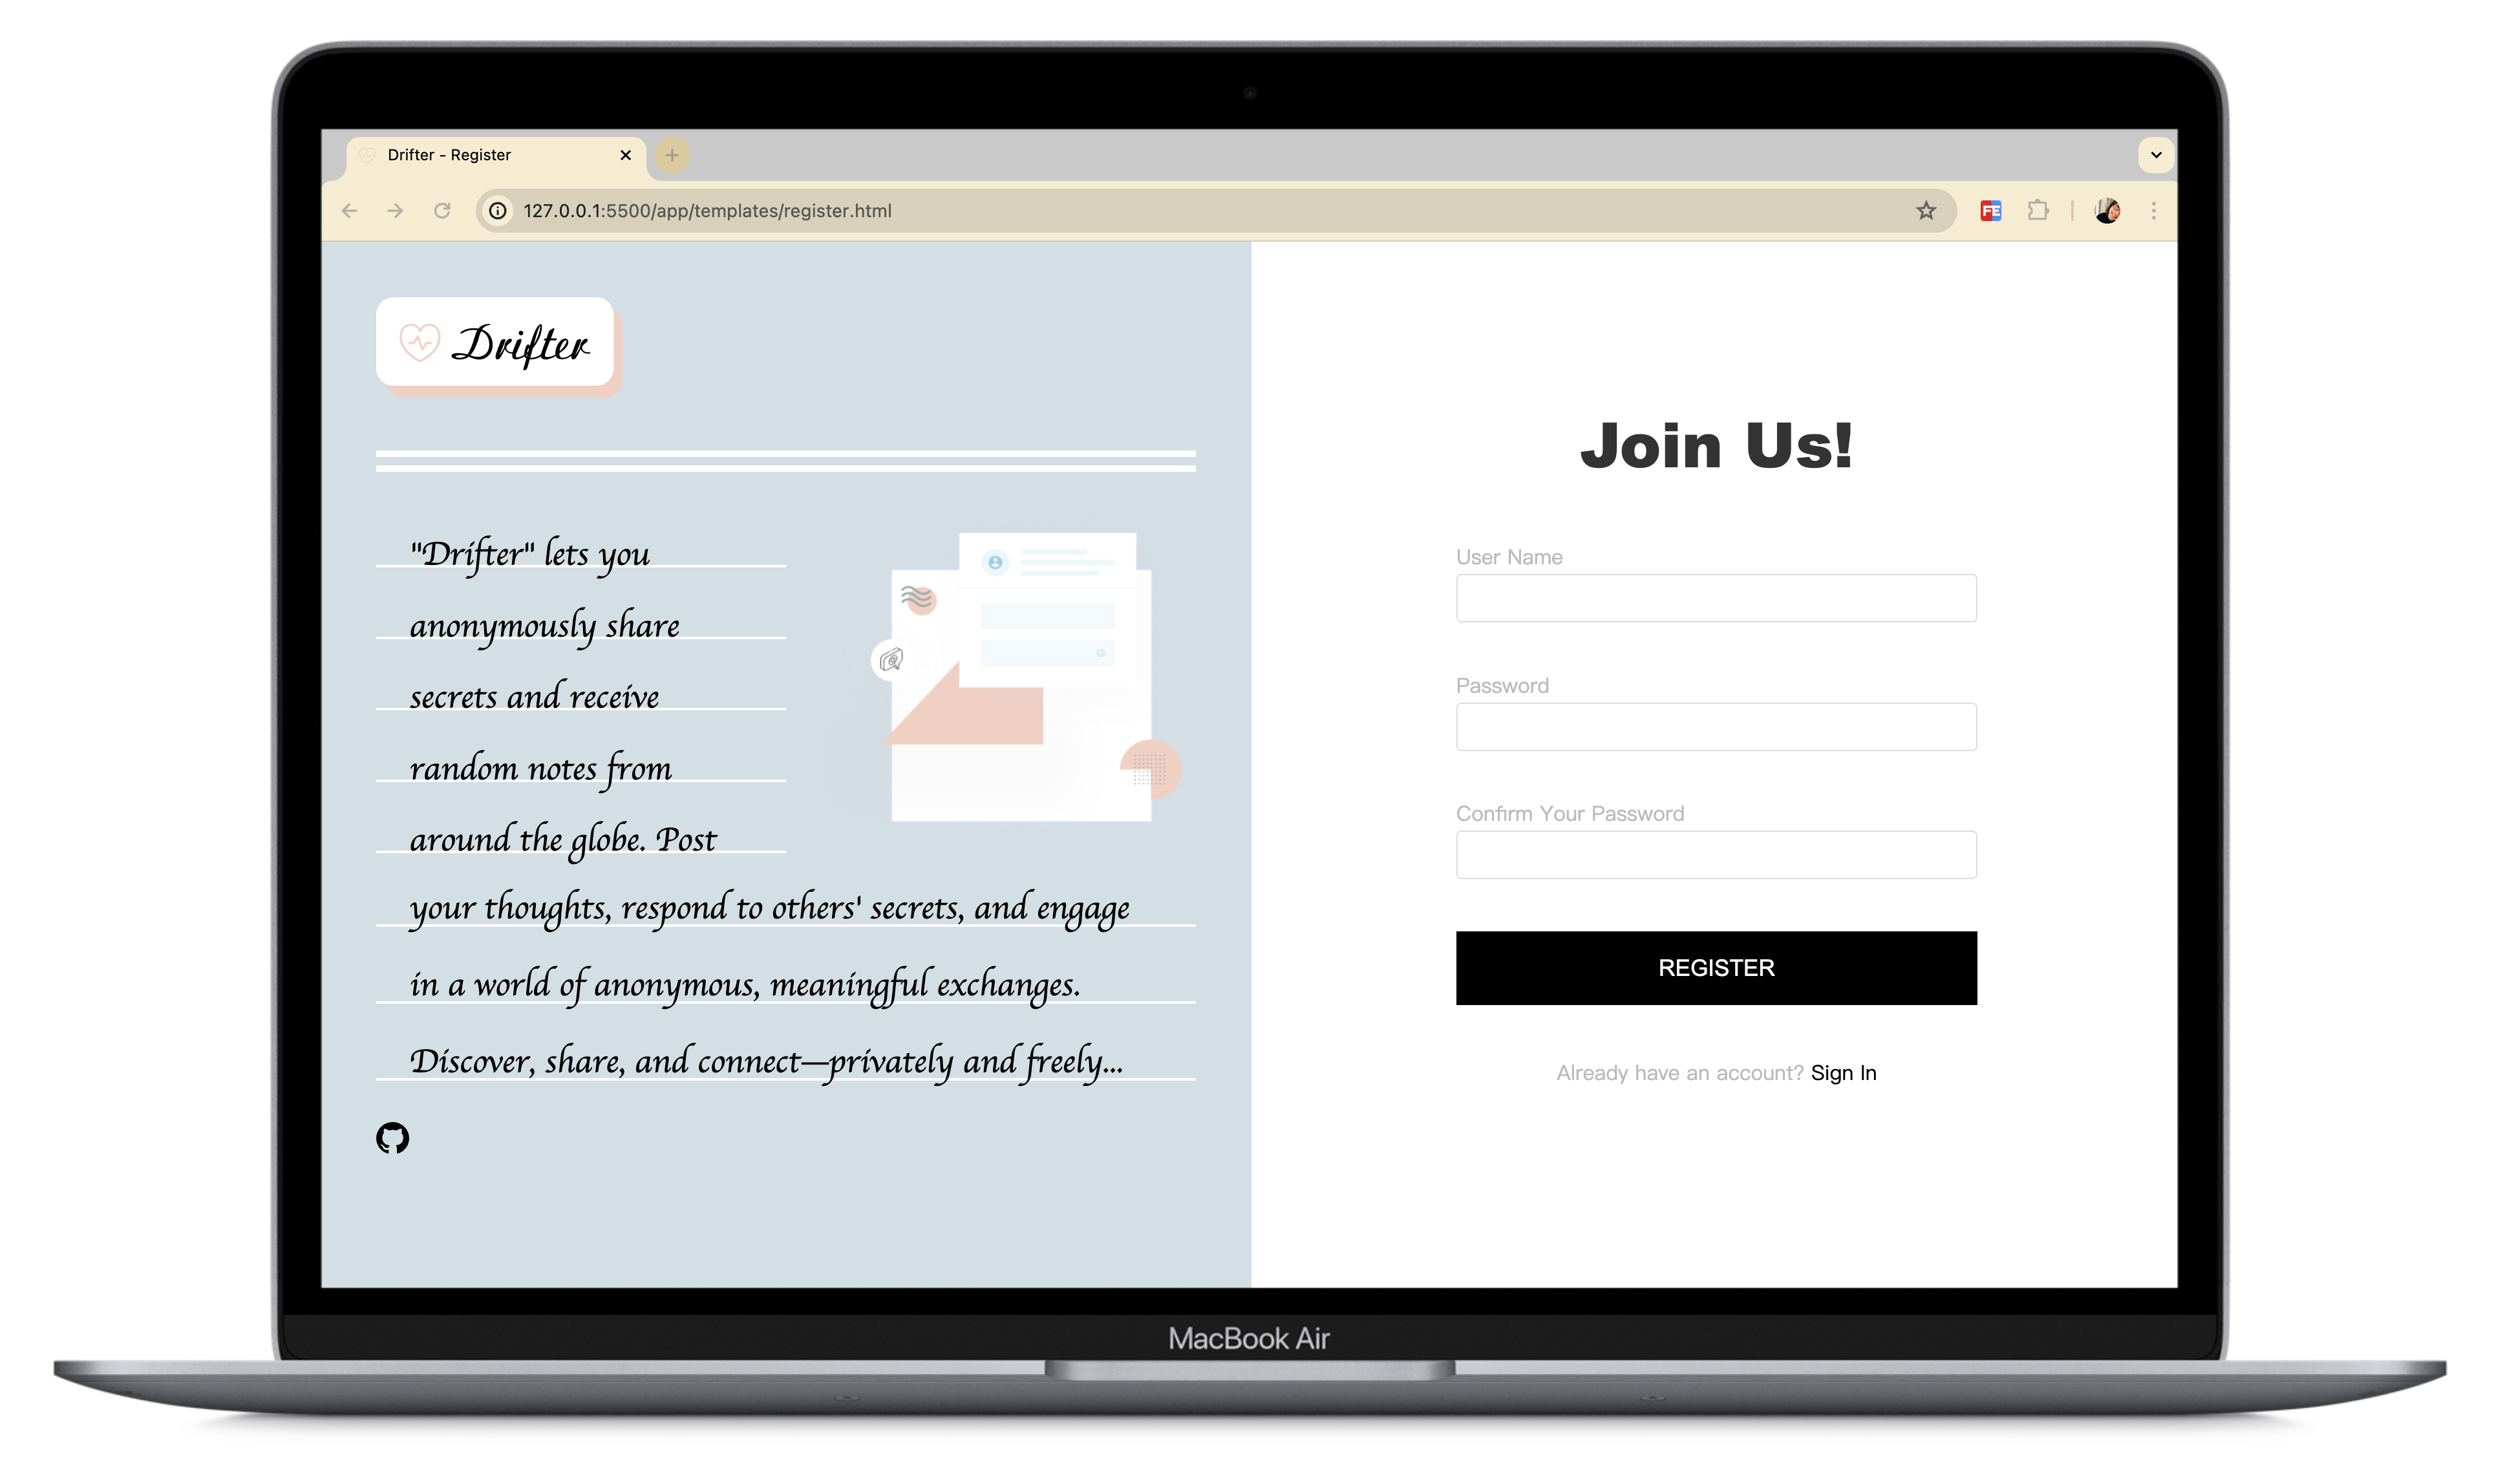 Drifter - Register
127.0.0.1:5500/app/templates/register.html
FE
Drifter
"Drifter" lets you
anonymously share
secrets and receive
random notes from
around the globe. Post
your thoughts, respond to others' secrets, and engage
in a world of anonymous, meaningful exchanges.
Discover, share, and connect—privately and freely...
Join Us!
User Name
Password
Confirm Your Password
REGISTER
Already have an account? Sign In
MacBook Air